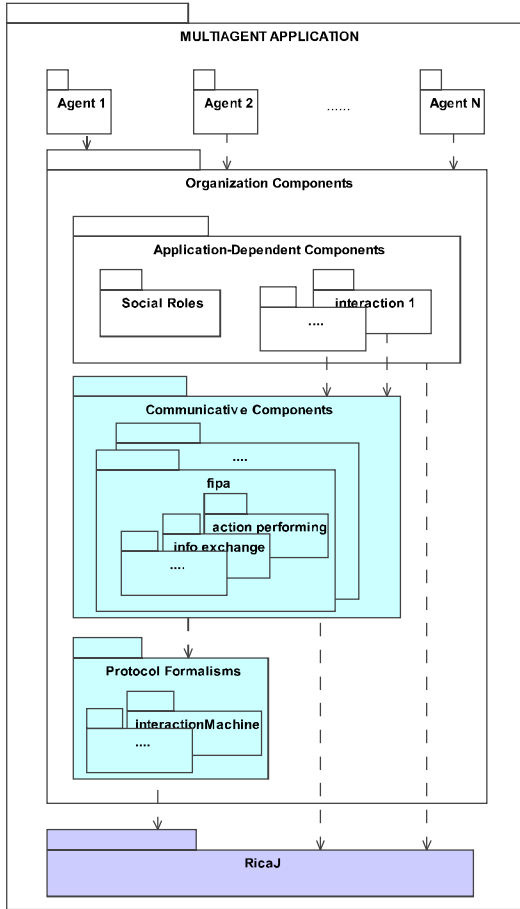 MULTIAGENT APPLICATION
Agent 1
Agent 2
......
Agent N
Organization Components
Application-Dependent Components
Social Roles
interaction 1
....
Communicative Components
....
fipa
action performing
info exchange
....
Protocol Formalisms
interactionMachine
....
RicaJ